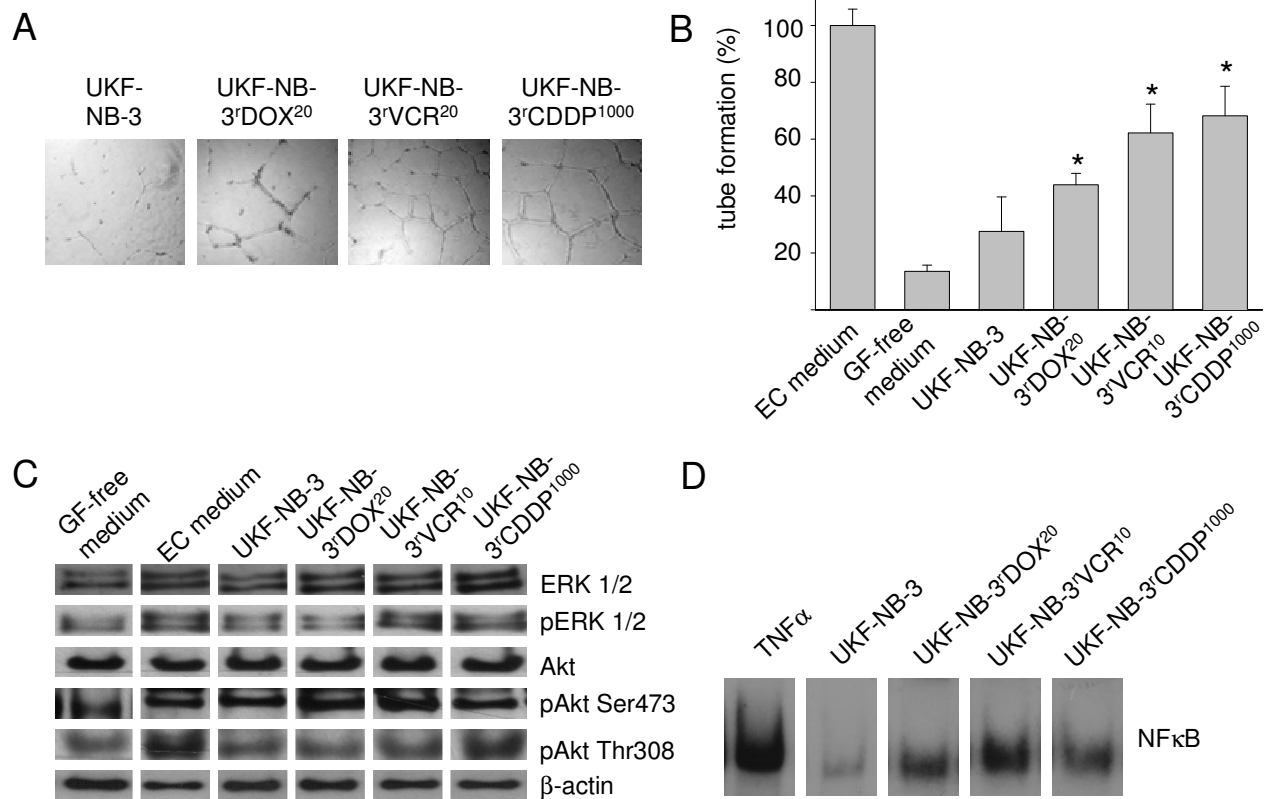 A
UKF-
NB-3
UKF-NB-
3ʳDOX²⁰
UKF-NB-
3ʳVCR²⁰
UKF-NB-
3ʳCDDP¹⁰⁰⁰
B
tube formation (%)
100
80
60
40
20
*
*
*
EC medium
GF-free
medium
UKF-NB-3
UKF-NB-
3ʳDOX²⁰
UKF-NB-
3ʳVCR¹⁰
UKF-NB-
3ʳCDDP¹⁰⁰⁰
C
GF-free
medium
EC medium
UKF-NB-3
UKF-NB-
3ʳDOX²⁰
UKF-NB-
3ʳVCR¹⁰
UKF-NB-
3ʳCDDP¹⁰⁰⁰
ERK 1/2
pERK 1/2
Akt
pAkt Ser473
pAkt Thr308
β-actin
D
TNFα
UKF-NB-3
UKF-NB-3ʳDOX²⁰
UKF-NB-3ʳVCR¹⁰
UKF-NB-3ʳCDDP¹⁰⁰⁰
NFκB